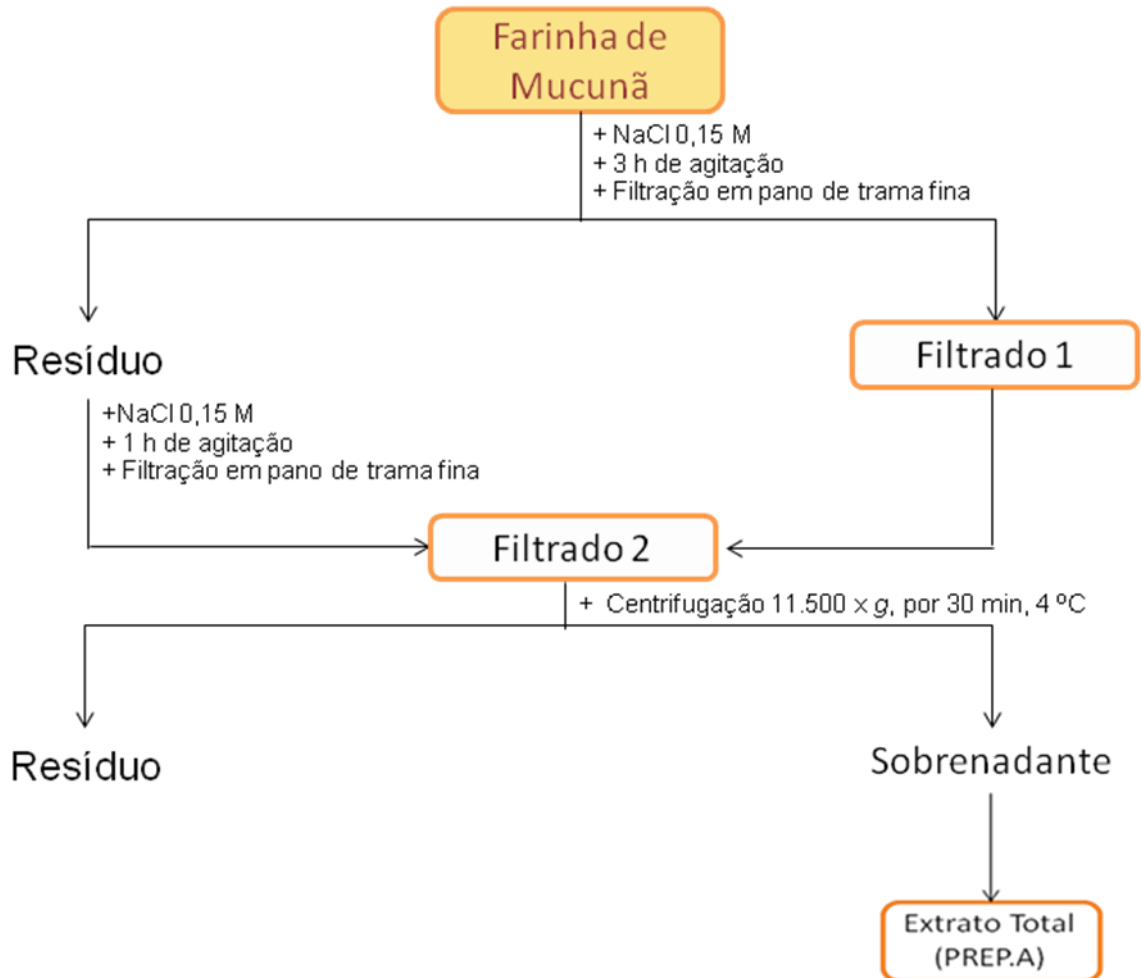 Farinha de
Mucunã
+ NaCl 0,15 M
+ 3 h de agitação
+ Filtração em pano de trama fina
Resíduo
Filtrado 1
+NaCl 0,15 M
+ 1 h de agitação
+ Filtração em pano de trama fina
Filtrado 2
+ Centrifugação 11.500 × g, por 30 min, 4 ºC
Resíduo
Sobrenadante
Extrato Total
(PREP.A)